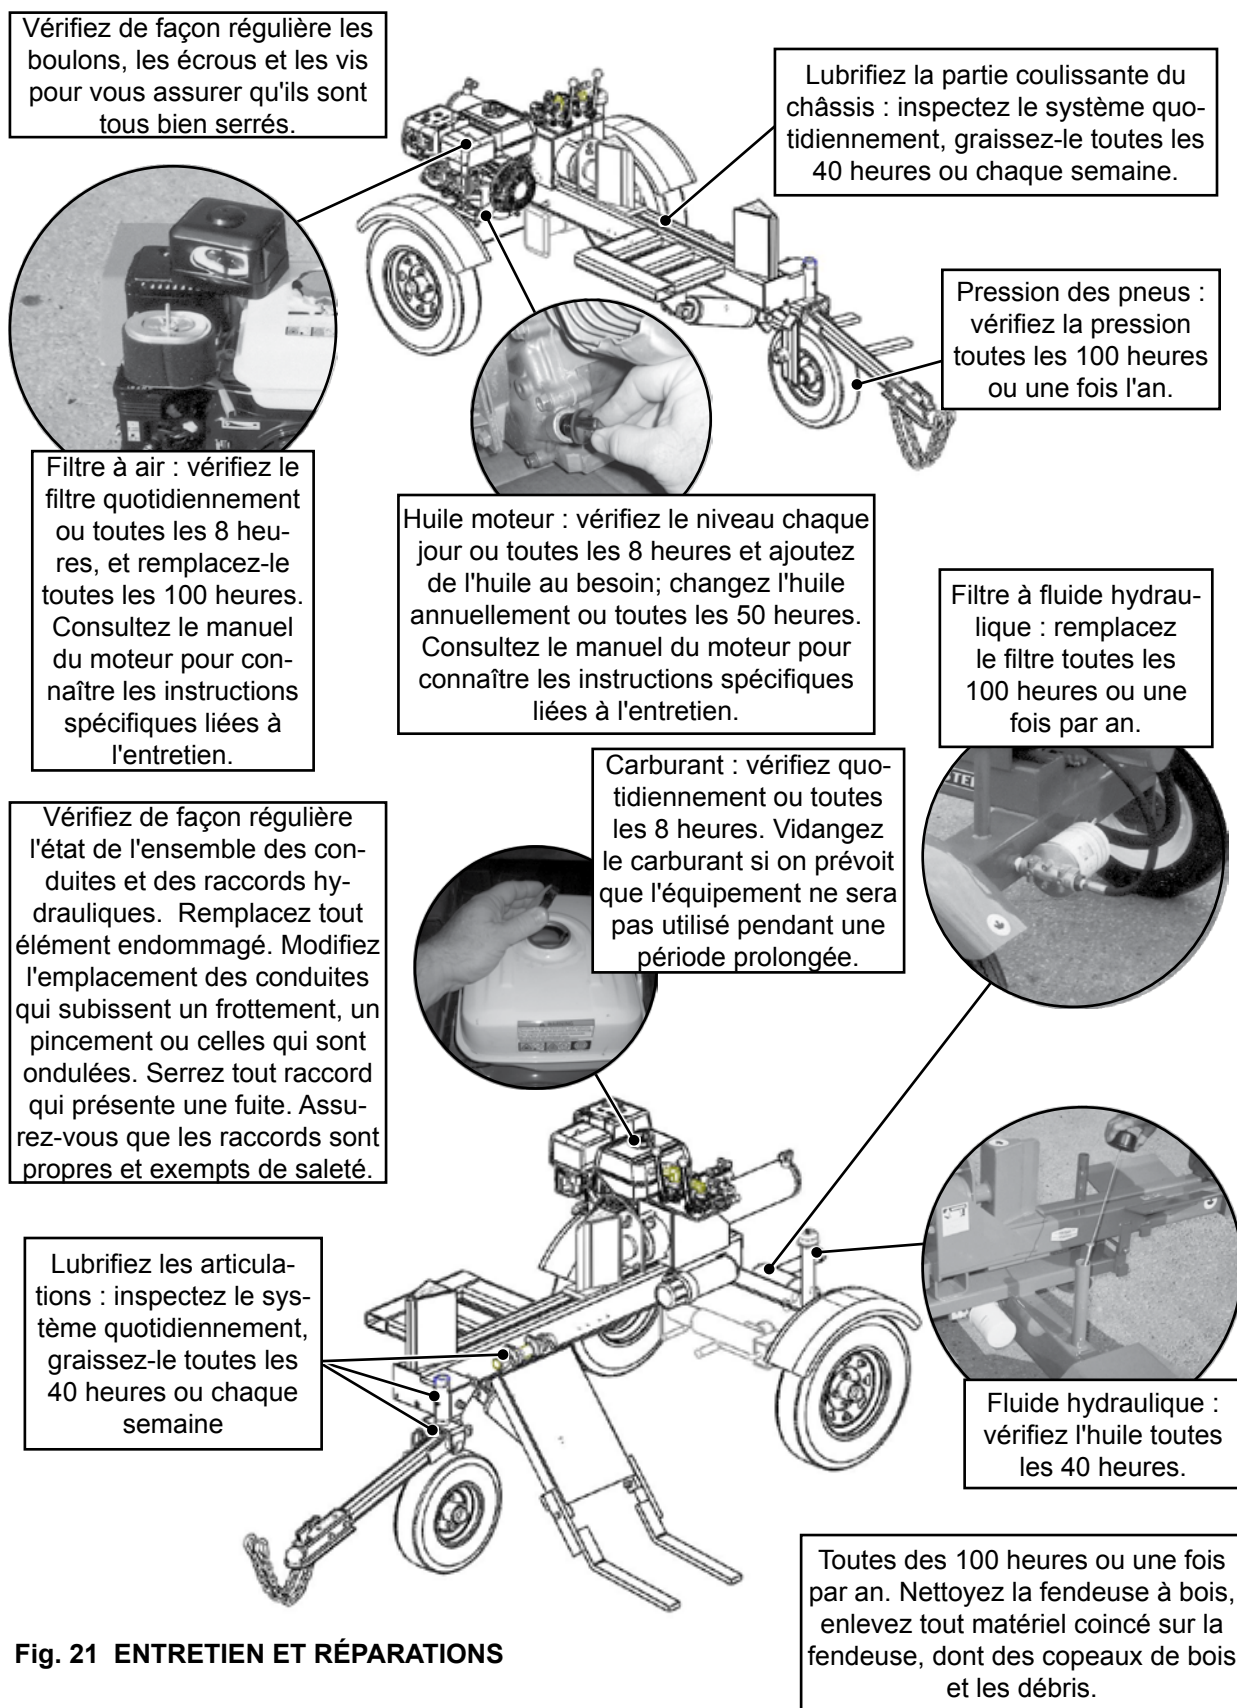 Vérifiez de façon régulière les
boulons, les écrous et les vis
pour vous assurer qu'ils sont
tous bien serrés.
Lubrifiez la partie coulissante du
châssis : inspectez le système quo-
tidiennement, graissez-le toutes les
40 heures ou chaque semaine.
Pression des pneus :
vérifiez la pression
toutes les 100 heures
ou une fois l'an.
Filtre à air : vérifiez le
filtre quotidiennement
ou toutes les 8 heu-
res, et remplacez-le
toutes les 100 heures.
Consultez le manuel
du moteur pour con-
naître les instructions
spécifiques liées à
l'entretien.
Huile moteur : vérifiez le niveau chaque
jour ou toutes les 8 heures et ajoutez
de l'huile au besoin; changez l'huile
annuellement ou toutes les 50 heures.
Consultez le manuel du moteur pour
connaître les instructions spécifiques
liées à l'entretien.
Filtre à fluide hydrau-
lique : remplacez
le filtre toutes les
100 heures ou une
fois par an.
Carburant : vérifiez quo-
tidiennement ou toutes
les 8 heures. Vidangez
le carburant si on prévoit
que l'équipement ne sera
pas utilisé pendant une
période prolongée.
Vérifiez de façon régulière
l'état de l'ensemble des con-
duites et des raccords hy-
drauliques.  Remplacez tout
élément endommagé. Modifiez
l'emplacement des conduites
qui subissent un frottement, un
pincement ou celles qui sont
ondulées. Serrez tout raccord
qui présente une fuite. Assu-
rez-vous que les raccords sont
propres et exempts de saleté.
Lubrifiez les articula-
tions : inspectez le sys-
tème quotidiennement,
graissez-le toutes les
40 heures ou chaque
semaine
Fluide hydraulique :
vérifiez l'huile toutes
les 40 heures.
Toutes des 100 heures ou une fois
par an. Nettoyez la fendeuse à bois,
enlevez tout matériel coincé sur la
fendeuse, dont des copeaux de bois
et les débris.
Fig. 21  ENTRETIEN ET RÉPARATIONS